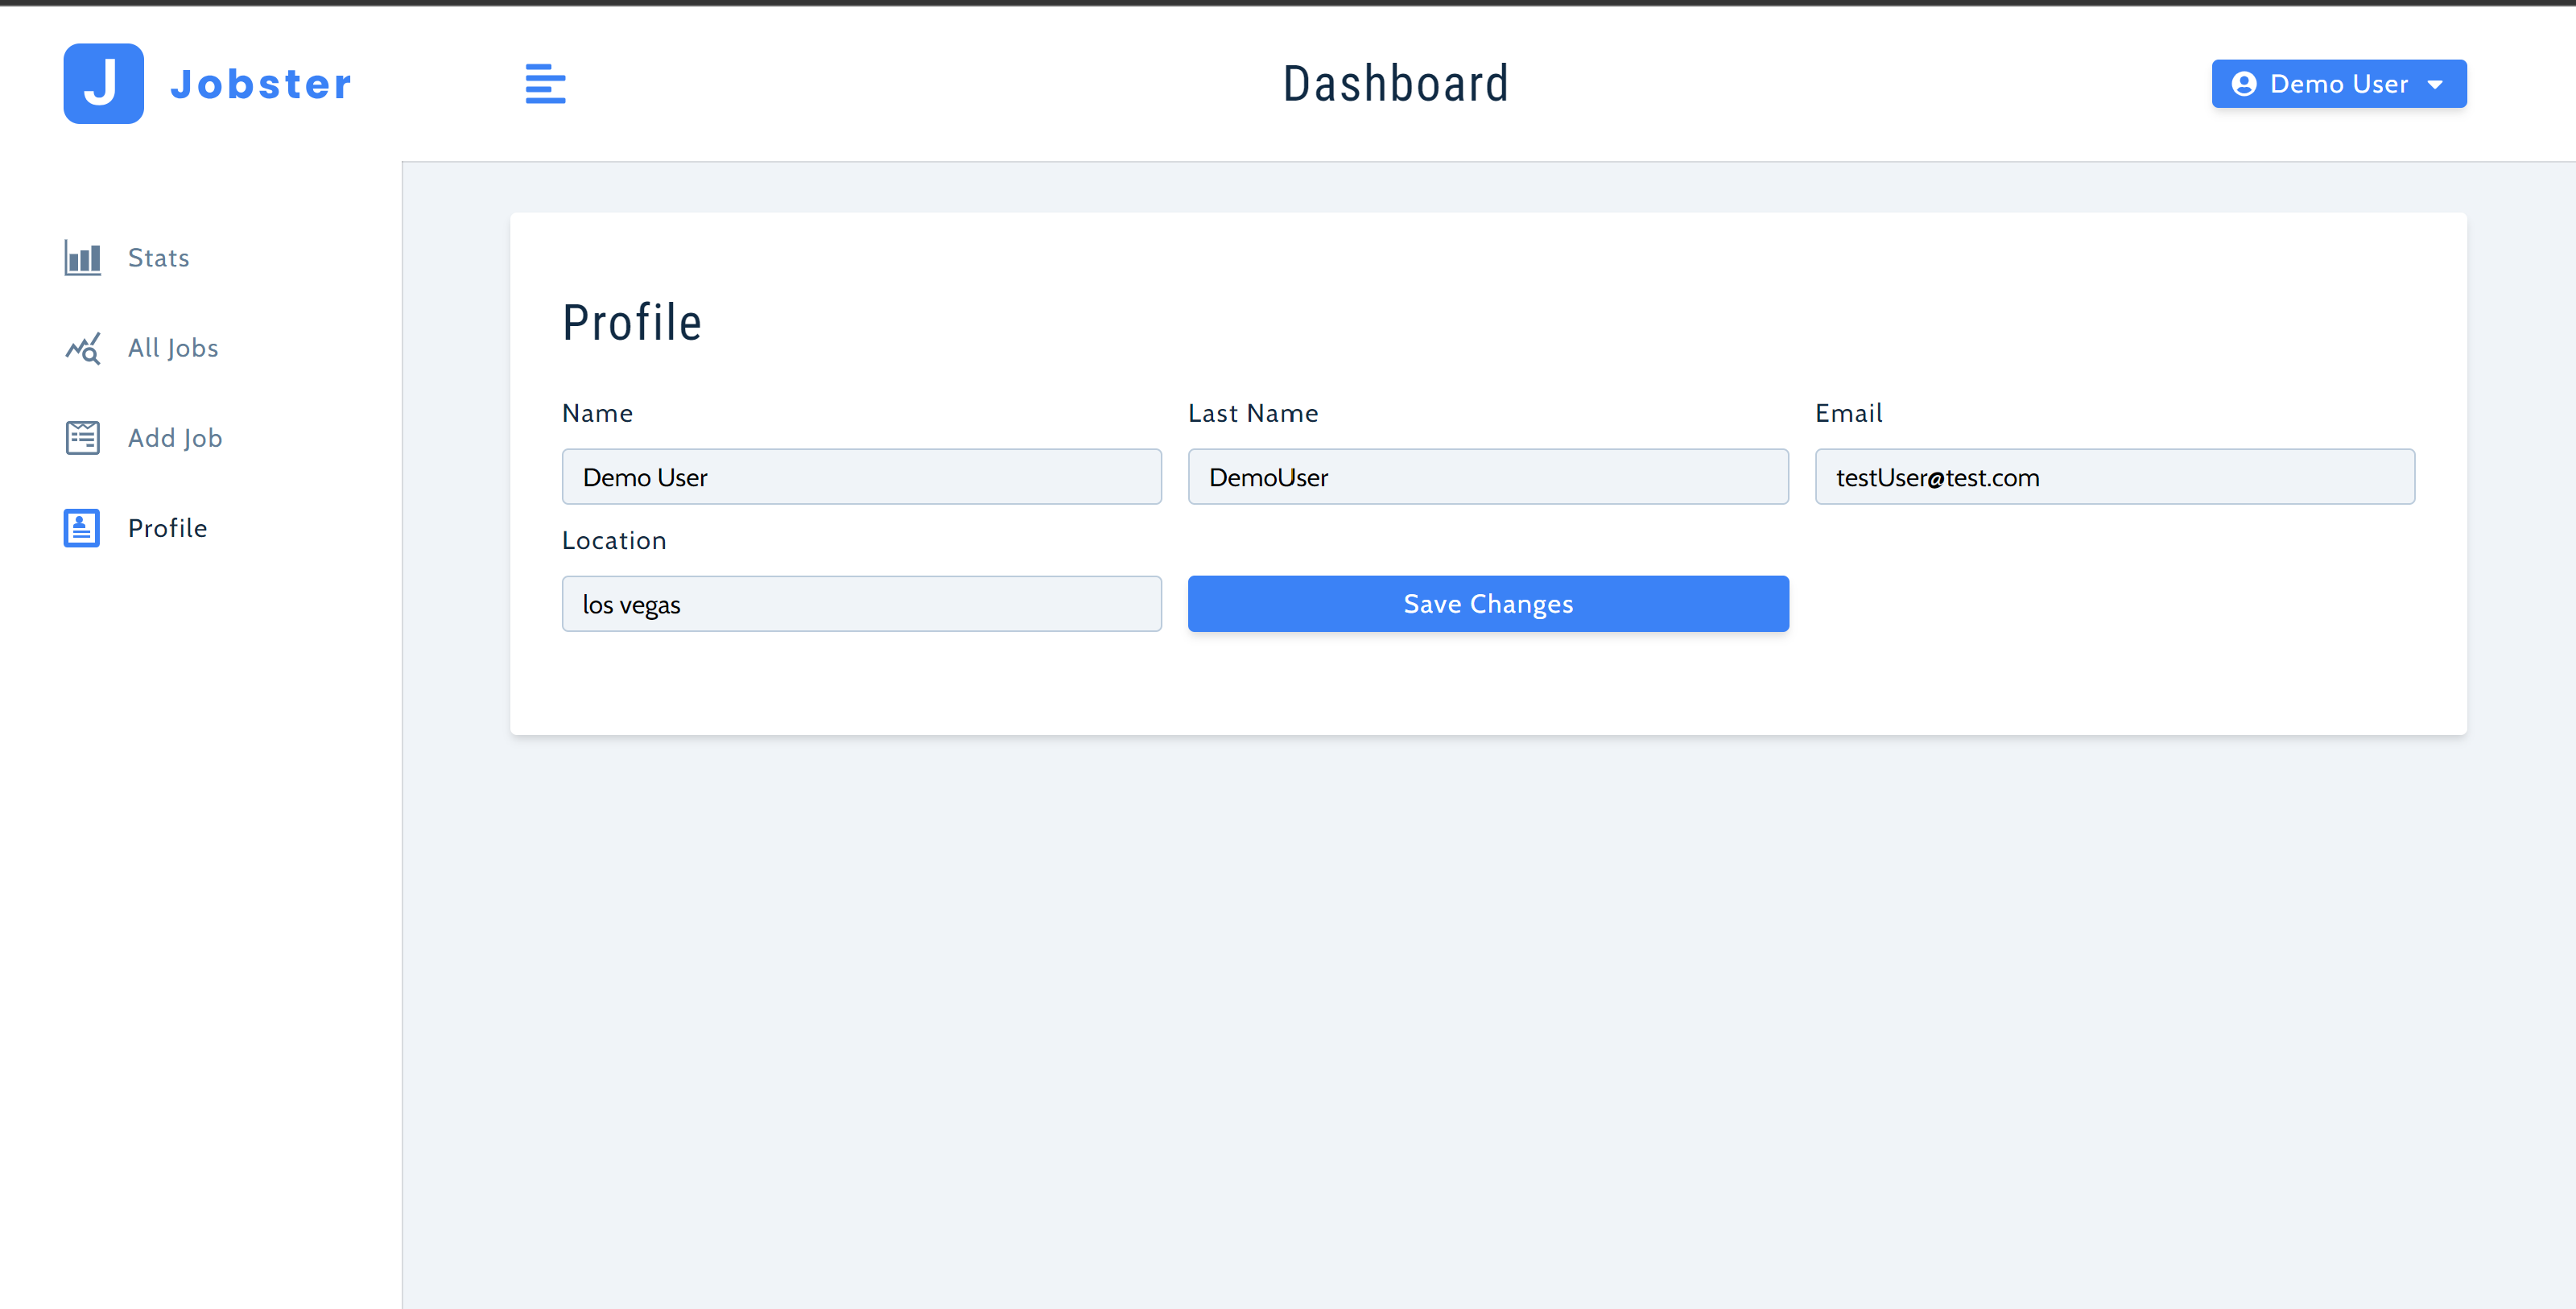 J Jobster
Dashboard
Demo User
Stats
All Jobs
Add Job
Profile
Profile
Name
Last Name
Email
Demo User
DemoUser
testUser@test.com
Location
los vegas
Save Changes